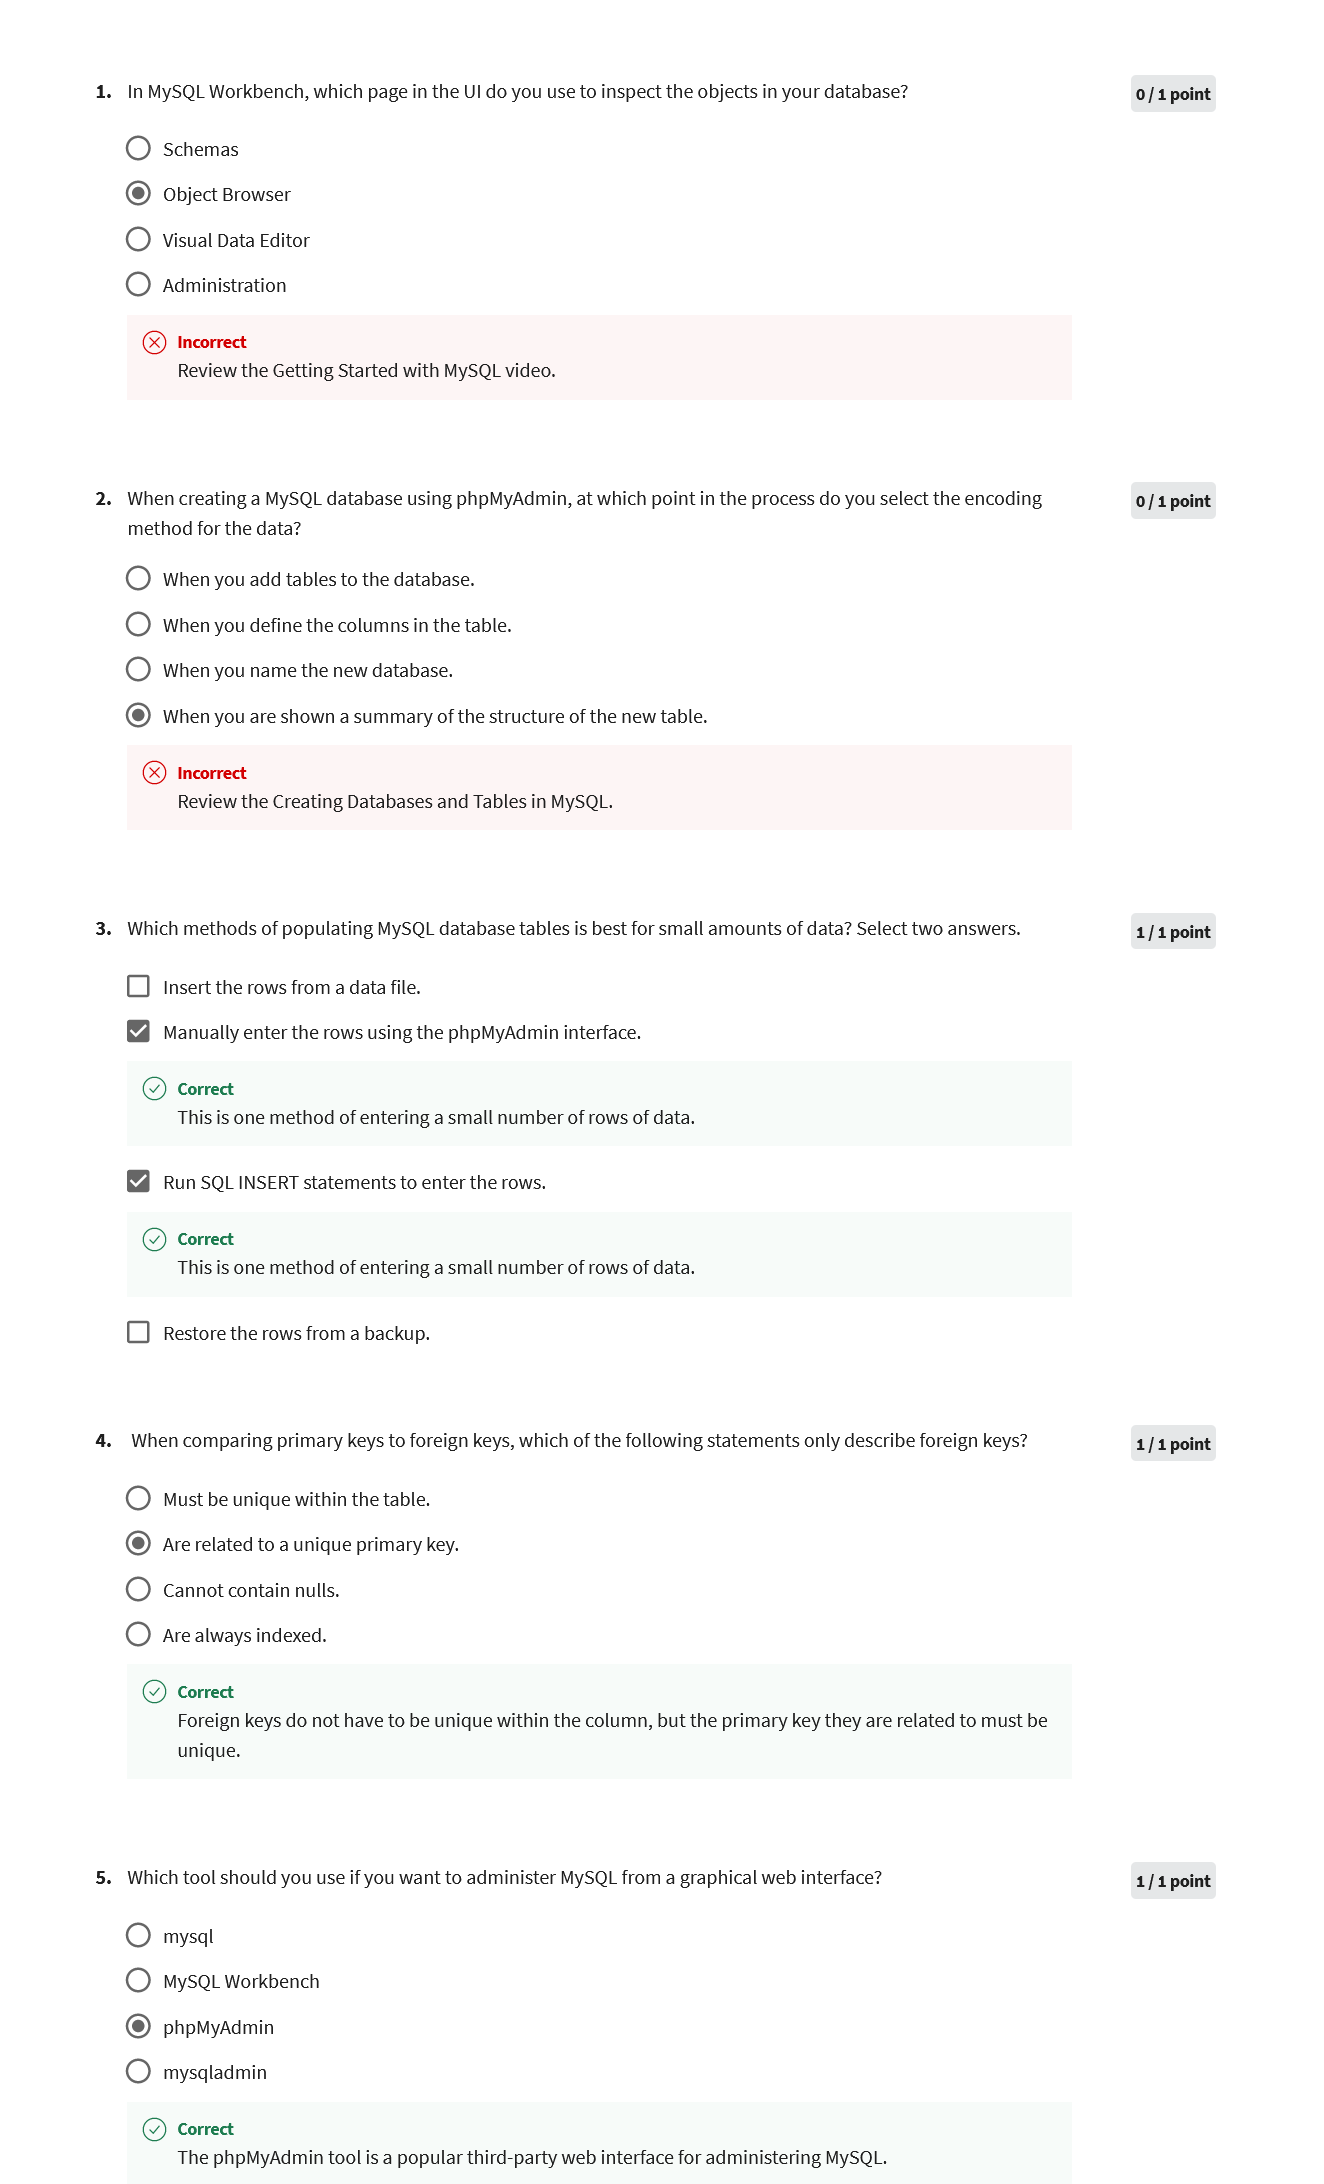 1. In MySQL Workbench, which page in the UI do you use to inspect the objects in your database?
0 / 1 point
Schemas
Object Browser
Visual Data Editor
Administration
Incorrect
Review the Getting Started with MySQL video.
2. When creating a MySQL database using phpMyAdmin, at which point in the process do you select the encoding
method for the data?
0 / 1 point
When you add tables to the database.
When you define the columns in the table.
When you name the new database.
When you are shown a summary of the structure of the new table.
Incorrect
Review the Creating Databases and Tables in MySQL.
3. Which methods of populating MySQL database tables is best for small amounts of data? Select two answers.
1 / 1 point
Insert the rows from a data file.
Manually enter the rows using the phpMyAdmin interface.
Correct
This is one method of entering a small number of rows of data.
Run SQL INSERT statements to enter the rows.
Correct
This is one method of entering a small number of rows of data.
Restore the rows from a backup.
4. When comparing primary keys to foreign keys, which of the following statements only describe foreign keys?
1 / 1 point
Must be unique within the table.
Are related to a unique primary key.
Cannot contain nulls.
Are always indexed.
Correct
Foreign keys do not have to be unique within the column, but the primary key they are related to must be
unique.
5. Which tool should you use if you want to administer MySQL from a graphical web interface?
1 / 1 point
mysql
MySQL Workbench
phpMyAdmin
mysqladmin
Correct
The phpMyAdmin tool is a popular third-party web interface for administering MySQL.